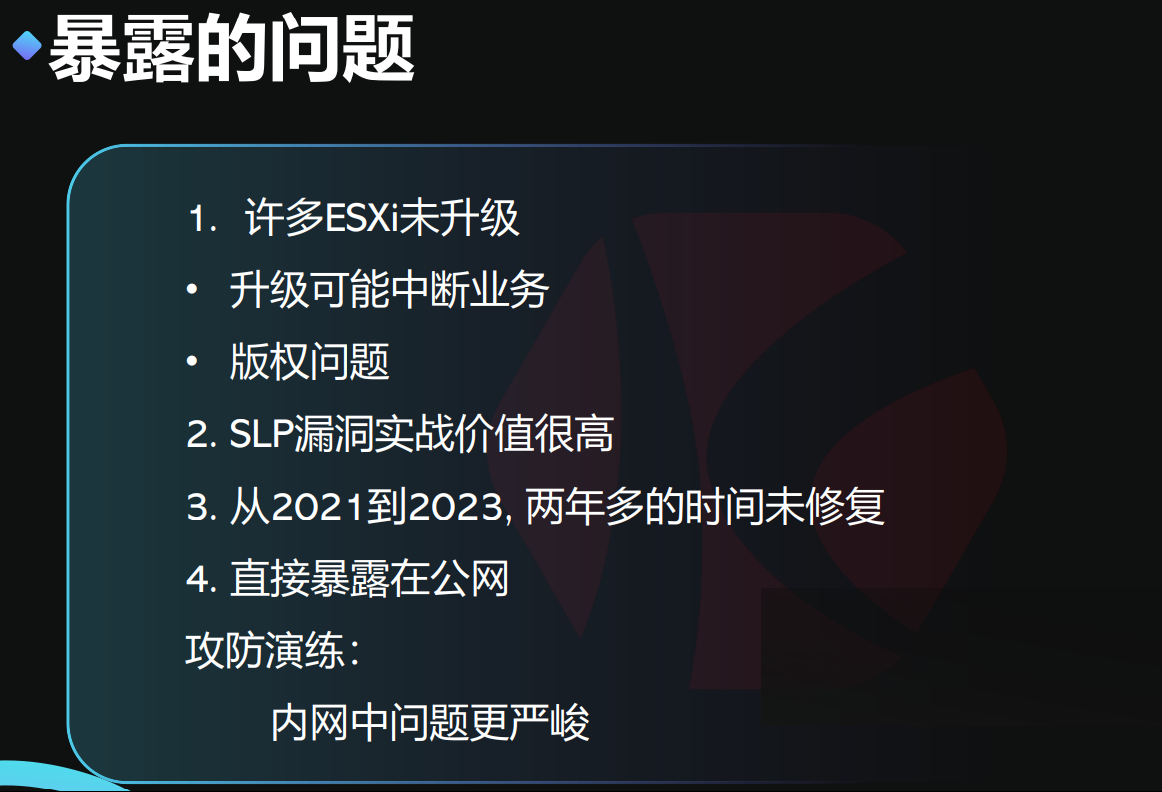 暴露的问题
1. 许多ESXi未升级
• 升级可能中断业务
• 版权问题
2. SLP漏洞实战价值很高
3. 从2021到2023, 两年多的时间未修复
4. 直接暴露在公网
攻防演练：
内网中问题更严峻